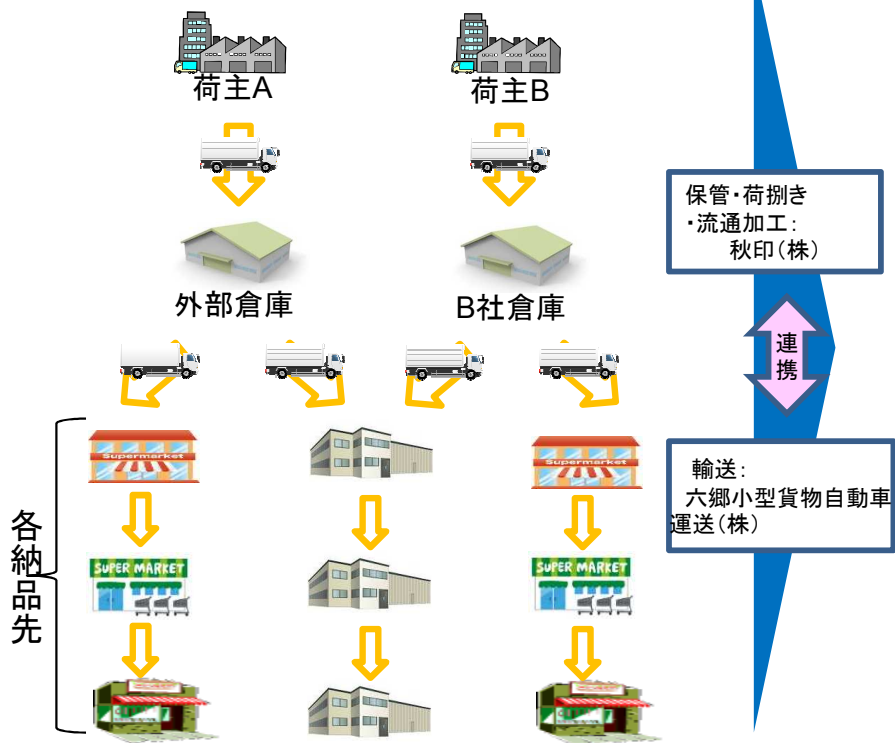 荷主A
荷主B
保管・荷捌き
・流通加工:
秋印(株)
外部倉庫
B社倉庫
連
携
各納品先
Supermarket
Supermarket
輸送:
六郷小型貨物自動車
運送(株)
SUPER MARKET
SUPER MARKET